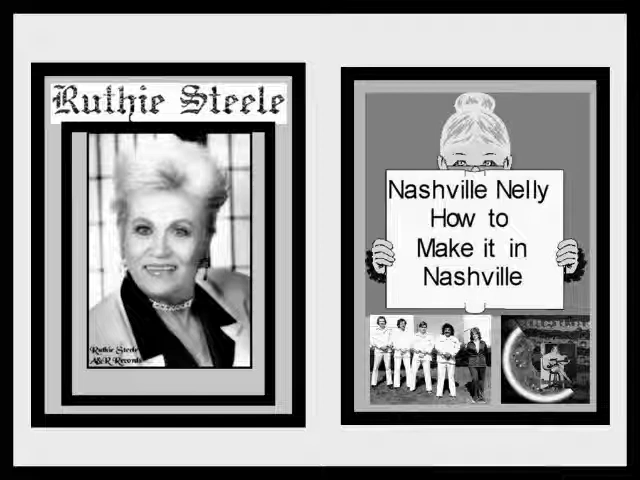 Ruthie Steele
Ruthie Steele
A&R Records
Nashville Nelly
How to
Make it in
Nashville